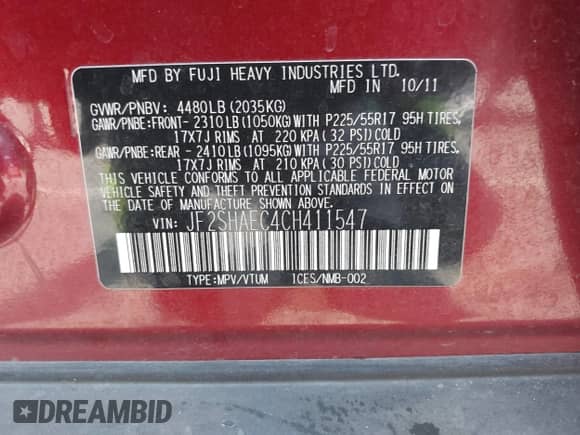 MFD BY FUJI HEAVY INDUSTRIES LTD.
MFD IN 10/11
GVWR/PNBV: 4480LB(2035KG)
GAWR/PNBE:FRONT- 2310LB(1050KG)WITH P225/55R17 95H TIRES,
17X7J RIMS AT 220 KPA(32 PSI)COLD
GAWR/PNBE:REAR - 2410LB(1095KG)WITH P225/55R17 95H TIRES,
17X7J RIMS AT 210 KPA(30 PSI)COLD
THIS VEHICLE CONFORMS TO ALL APPLICABLE FEDERAL MOTOR
VEHICLE SAFETY AND THEFT PREVENTION STANDARDS IN EFFECT
ON THE DATE OF MANUFACTURE SHOWN ABOVE.
VIN: JF2SHAEC4CH411547
TYPE:MPV/VTUM ICES/NMB-002
DREAMBID